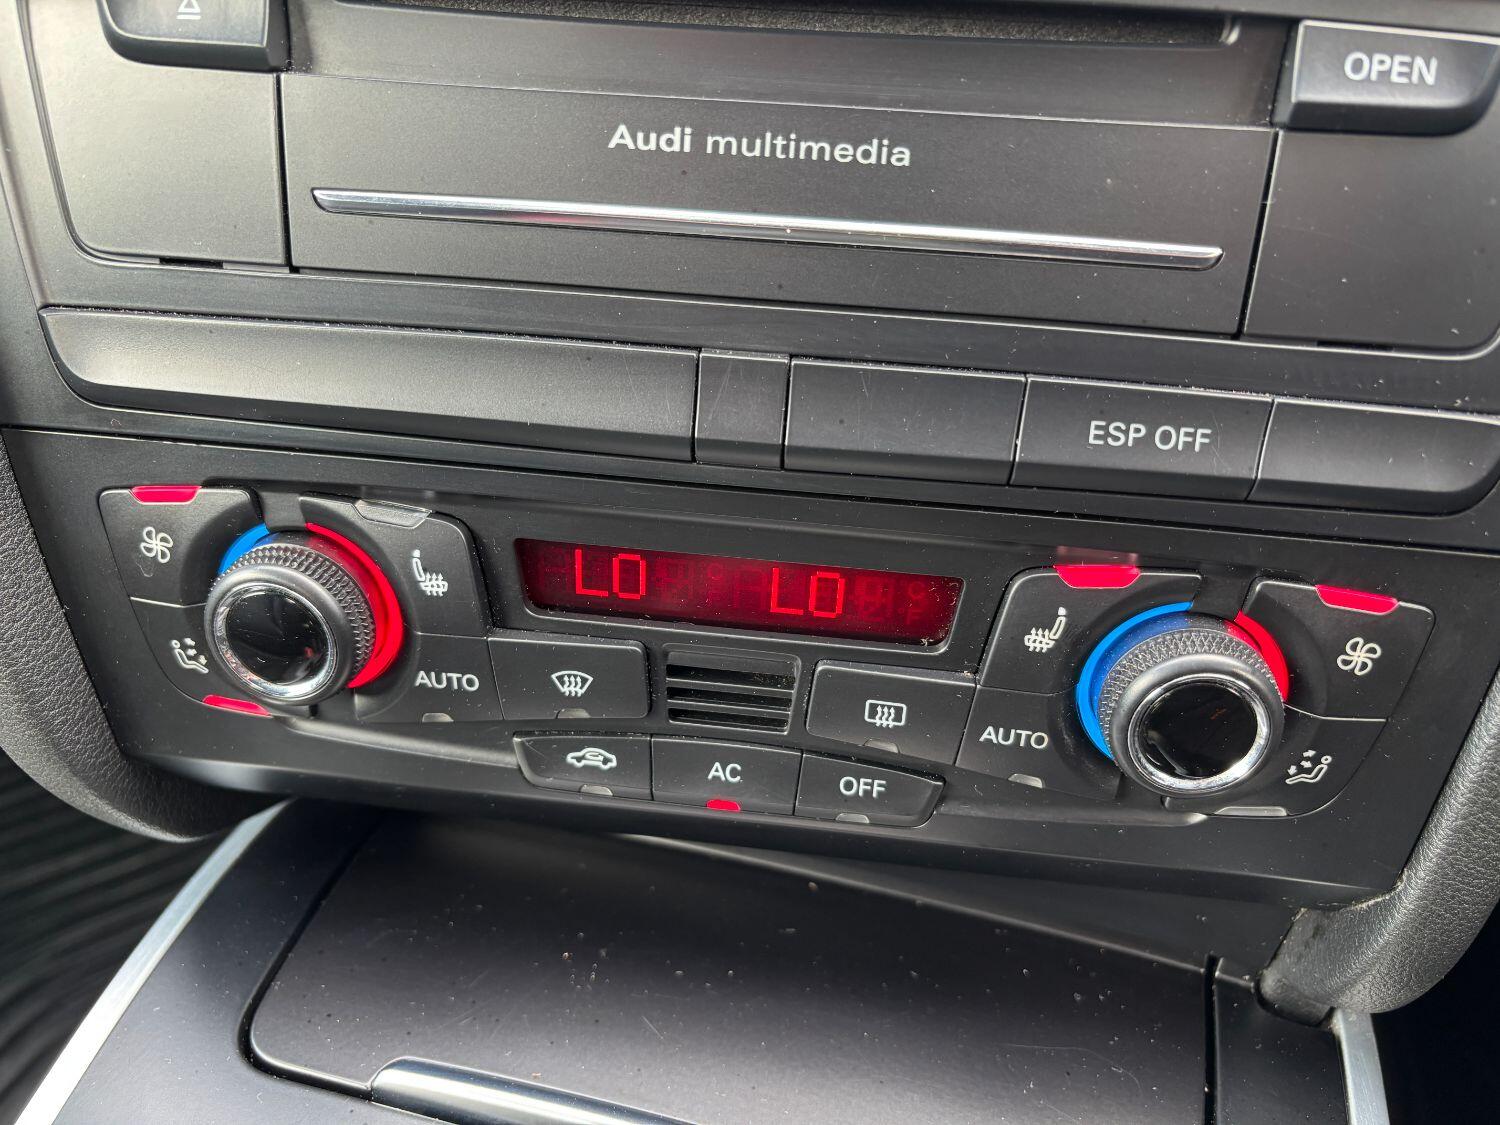 OPEN
Audi multimedia
ESP OFF
LO LO
AUTO
AUTO
AC
OFF